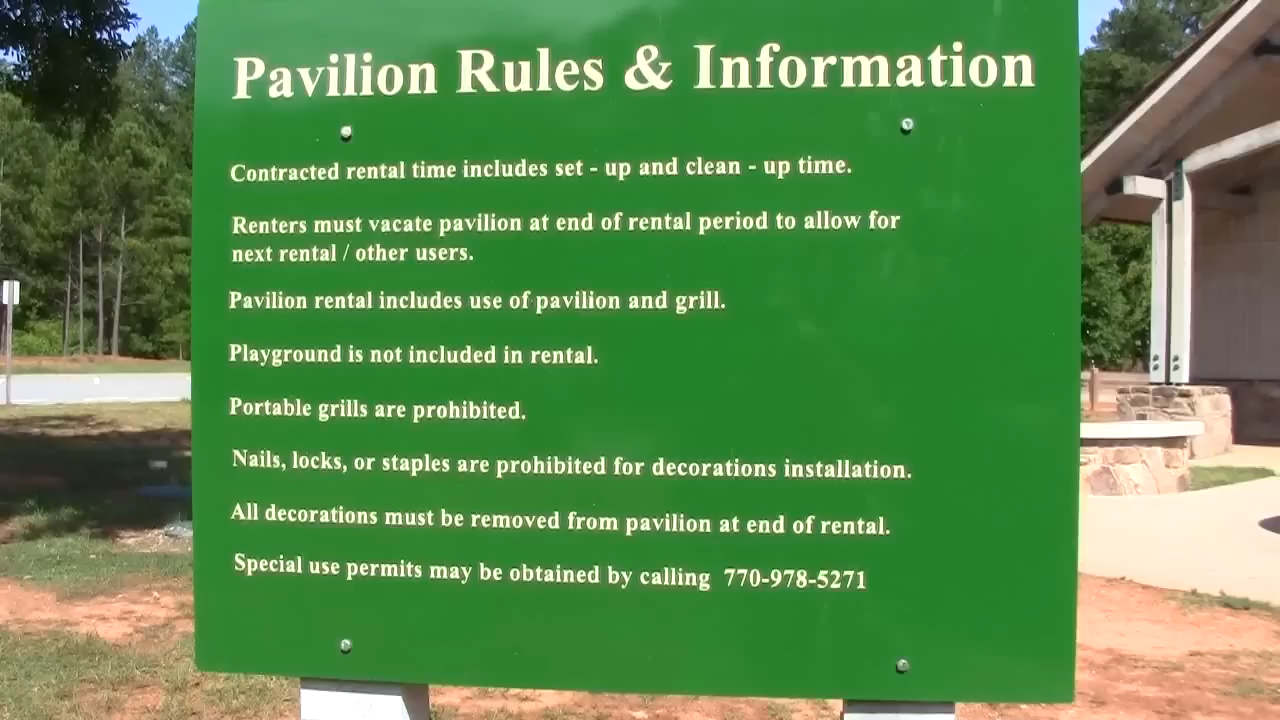 Pavilion Rules & Information
Contracted rental time includes set - up and clean - up time.
Renters must vacate pavilion at end of rental period to allow for
next rental / other users.
Pavilion rental includes use of pavilion and grill.
Playground is not included in rental.
Portable grills are prohibited.
Nails, locks, or staples are prohibited for decorations installation.
All decorations must be removed from pavilion at end of rental.
Special use permits may be obtained by calling 770-978-5271